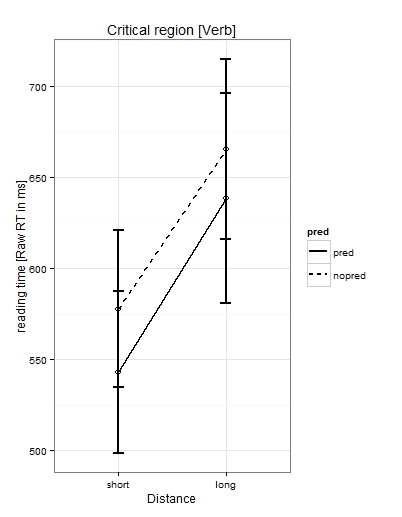 Critical region [Verb]
reading time [Raw RT in ms]
700
650
600
550
500
short
long
Distance
pred
pred
nopred